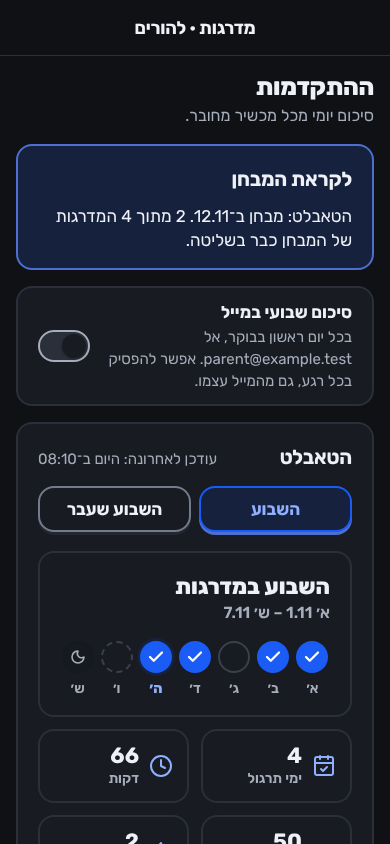 מדרגות • להורים
ההתקדמות
סיכום יומי מכל מכשיר מחובר.
לקראת המבחן
הטאבלט: מבחן ב־12.11. 2 מתוך 4 המדרגות
של המבחן כבר בשליטה.
סיכום שבועי במייל
בכל יום ראשון בבוקר, אל
parent@example.test. אפשר להפסיק
בכל רגע, גם מהמייל עצמו.
הטאבלט
עודכן לאחרונה: היום ב־08:10
השבוע
השבוע שעבר
השבוע במדרגות
א׳ 1.11 – ש׳ 7.11
א׳ ב׳ ג׳ ד׳ ה׳ ו׳ ש׳
4
ימי תרגול
66
דקות
50
2